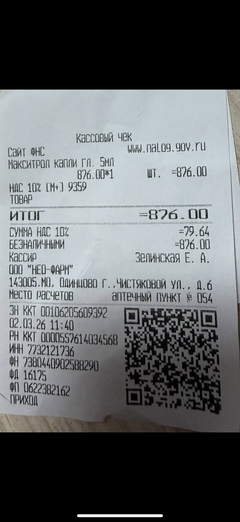 Кассовый чек
Сайт ФНС www.nalog.gov.ru
Макситрол капли гл. 5мл
876.00*1 шт. =876.00
НДС 10% [М+] 9359
ТОВАР
ИТОГ =876.00
СУММА НДС 10% =79.64
БЕЗНАЛИЧНЫМИ =876.00
Кассир Зелинская Е. А.
ООО "НЕО-ФАРМ"
143005.МО, ОДИНЦОВО Г., ЧИСТЯКОВОЙ УЛ., Д.6
Место расчетов аптечный пункт № 054
ЗН ККТ 00106205609392
02.03.26 11:40
РН ККТ 0000557614034568
ИНН 7732121736
ФН 7380440902588290
ФД 16175
ФП 0622382162
ПРИХОД